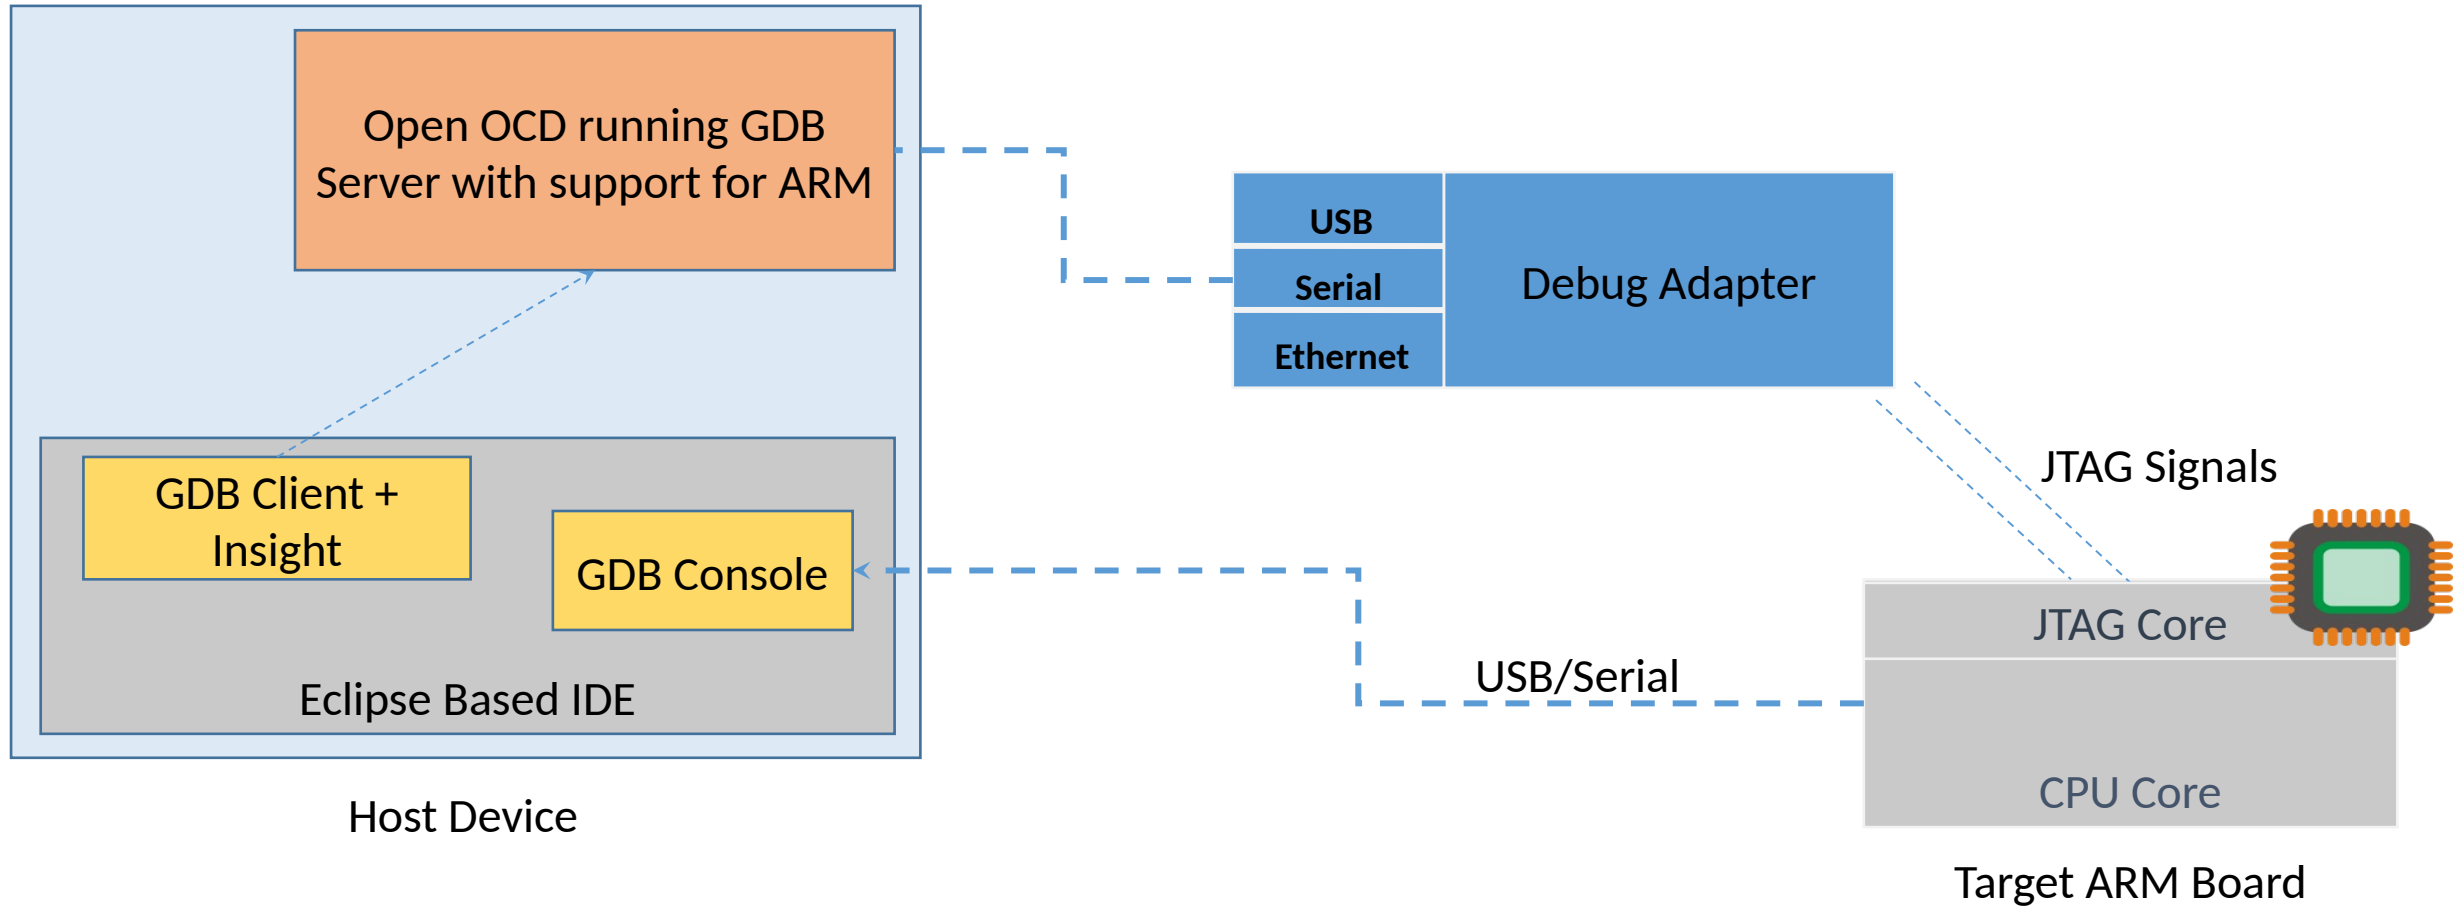 Open OCD running GDB
Server with support for ARM
USB
Serial
Ethernet
Debug Adapter
JTAG Signals
GDB Client +
Insight
GDB Console
Eclipse Based IDE
USB/Serial
JTAG Core
CPU Core
Host Device
Target ARM Board